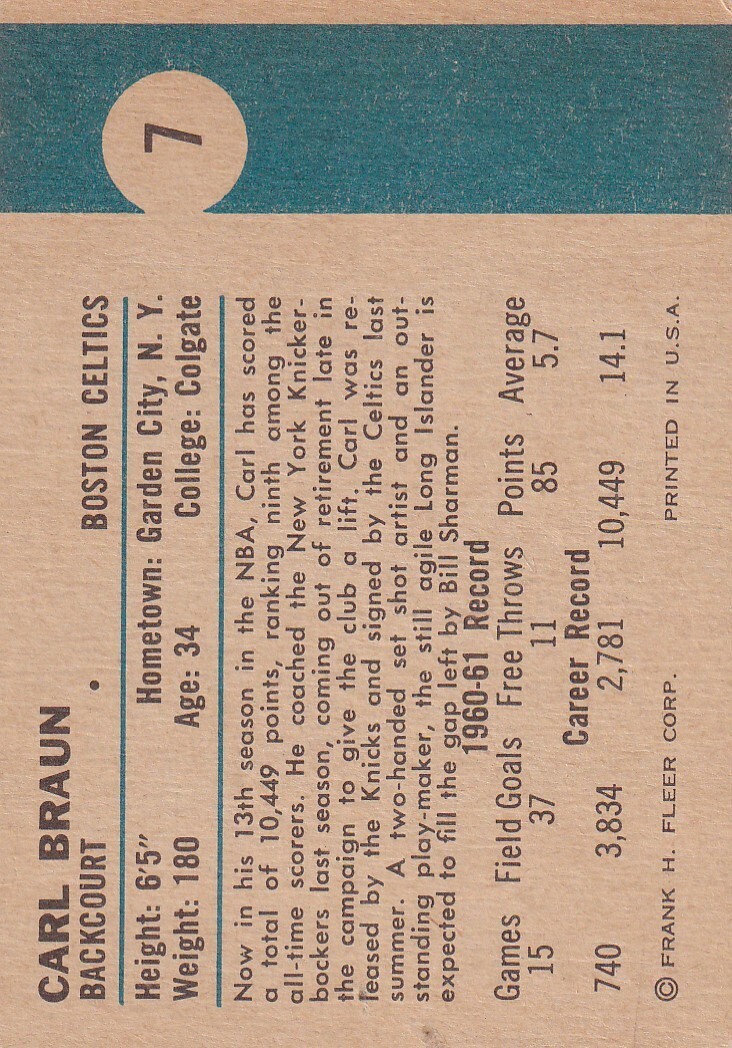 7
CARL BRAUN
BACKCOURT • BOSTON CELTICS
Height: 6'5" Hometown: Garden City, N. Y.
Weight: 180 Age: 34 College: Colgate
Now in his 13th season in the NBA, Carl has scored
a total of 10,449 points, ranking ninth among the
all-time scorers. He coached the New York Knicker-
bockers last season, coming out of retirement late in
the campaign to give the club a lift. Carl was re-
leased by the Knicks and signed by the Celtics last
summer. A two-handed set shot artist and an out-
standing play-maker, the still agile Long Islander is
expected to fill the gap left by Bill Sharman.
1960-61 Record
Games Field Goals Free Throws Points Average
15 37 11 85 5.7
Career Record
740 3,834 2,781 10,449 14.1
© FRANK H. FLEER CORP. PRINTED IN U.S.A.